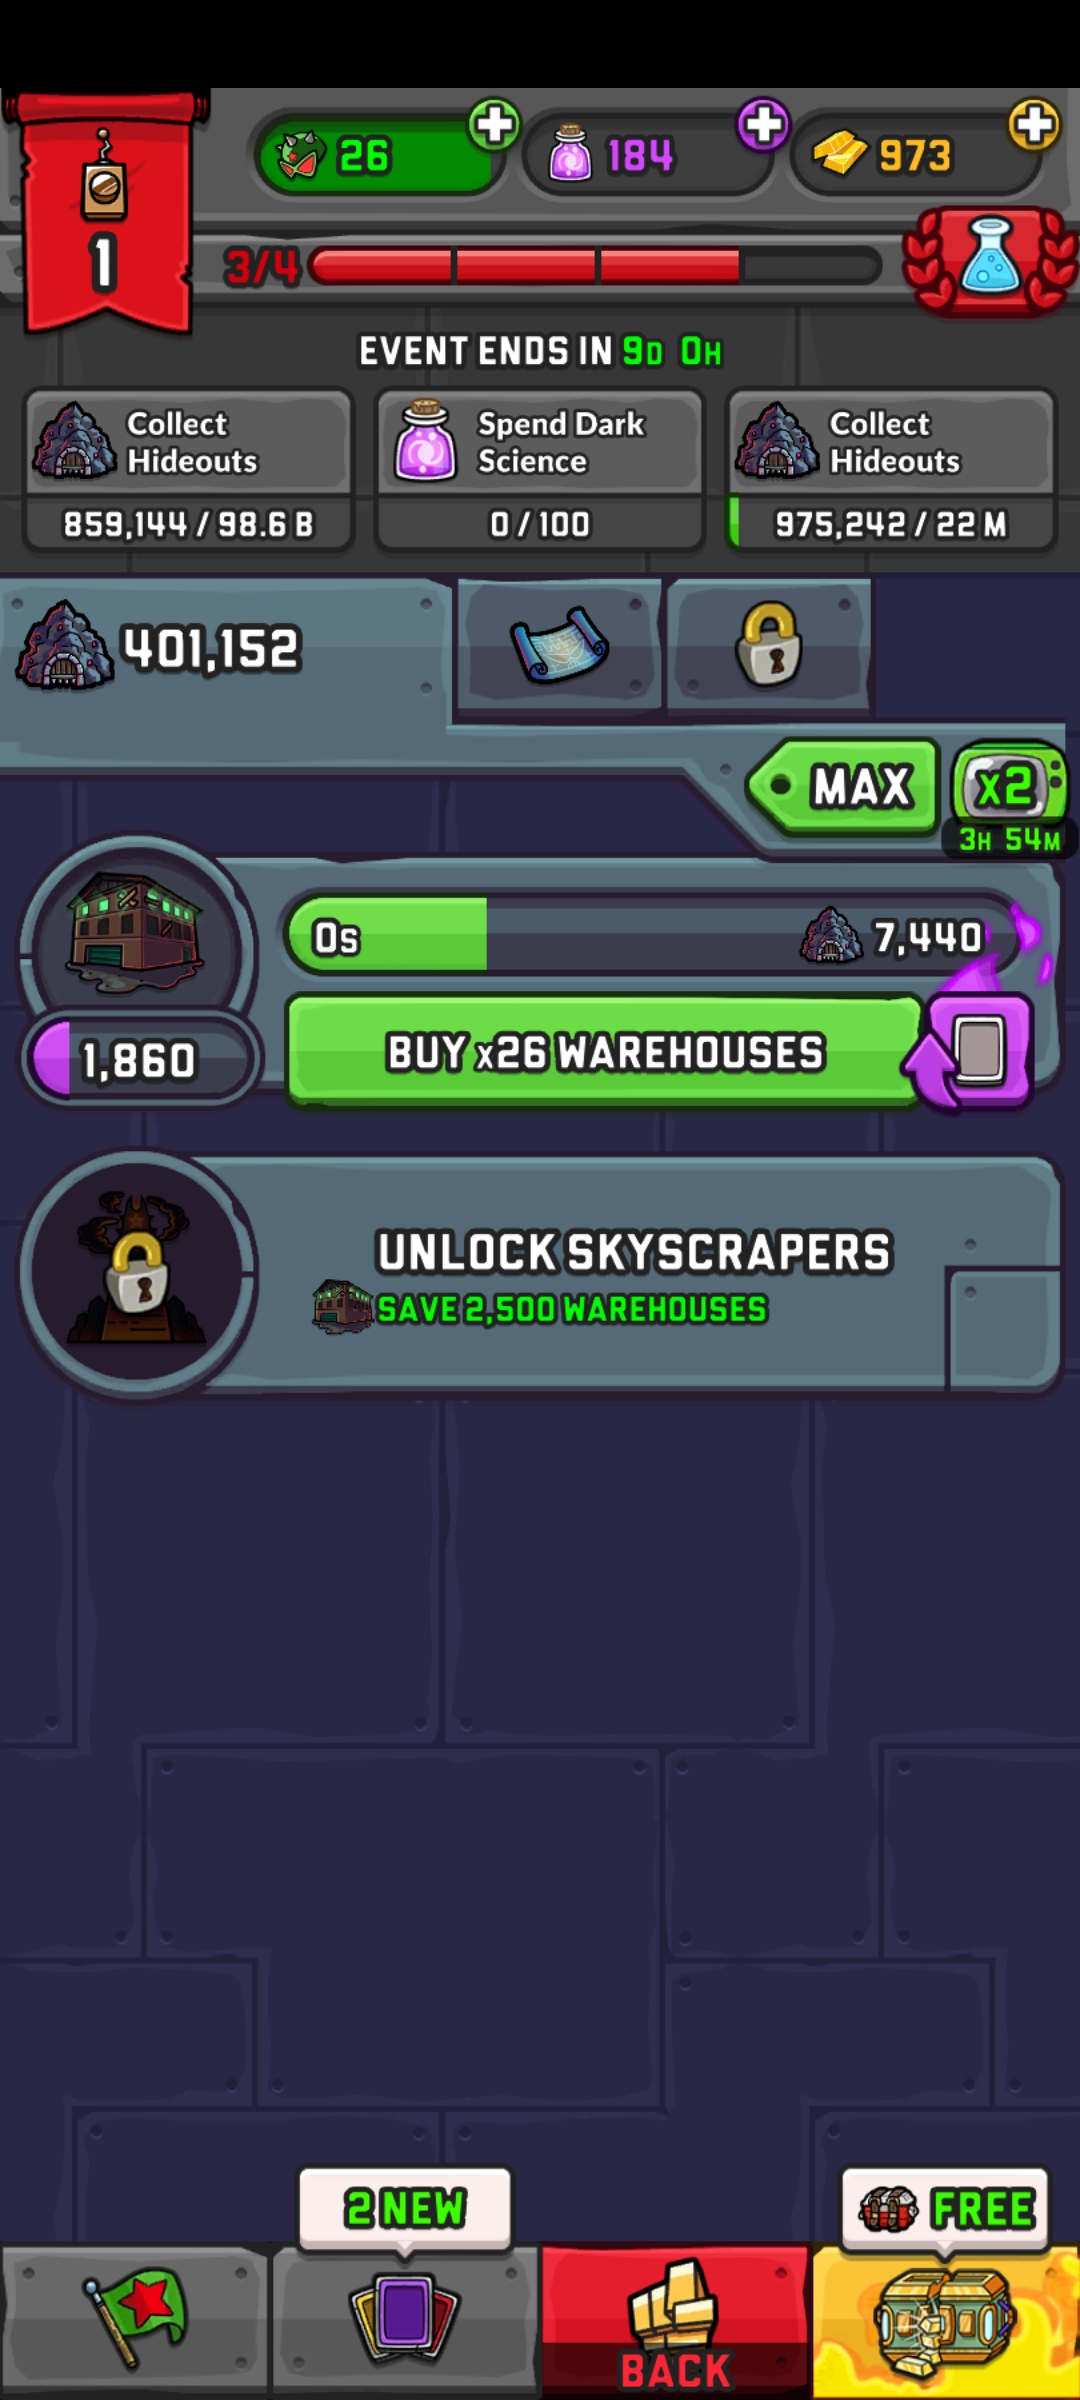 26
184
973
1
3/4
EVENT ENDS IN 9D 0H
Collect
Hideouts
859,144 / 98.6 B
Spend Dark
Science
0 / 100
Collect
Hideouts
975,242 / 22 M
401,152
MAX
x2
3H 54M
0s
7,440
1,860
BUY x26 WAREHOUSES
UNLOCK SKYSCRAPERS
SAVE 2,500 WAREHOUSES
2 NEW
FREE
BACK